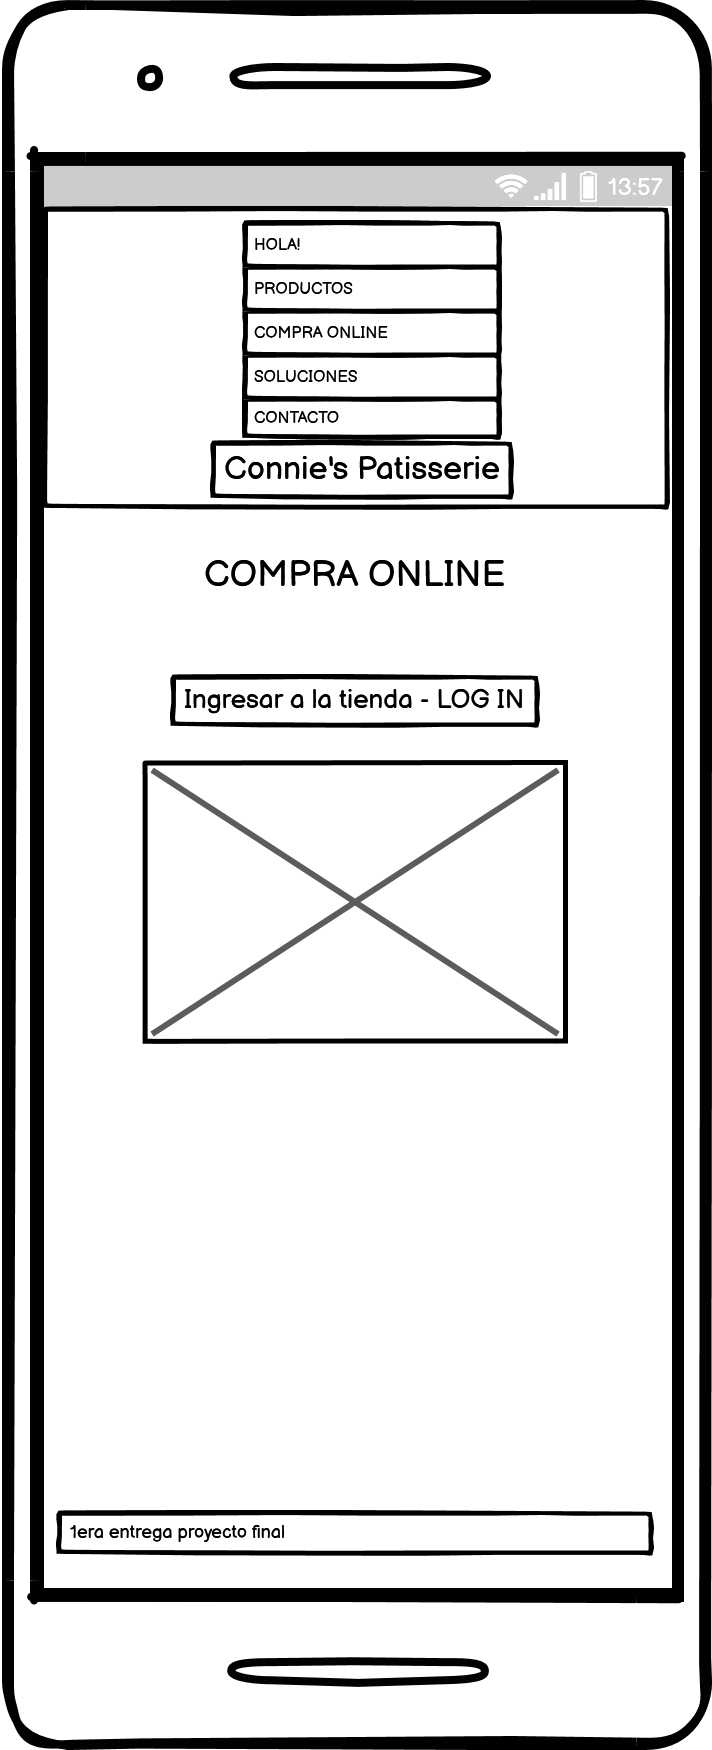 13:57
HOLA!
PRODUCTOS
COMPRA ONLINE
SOLUCIONES
CONTACTO
Connie's Patisserie
COMPRA ONLINE
Ingresar a la tienda - LOG IN
1era entrega proyecto final